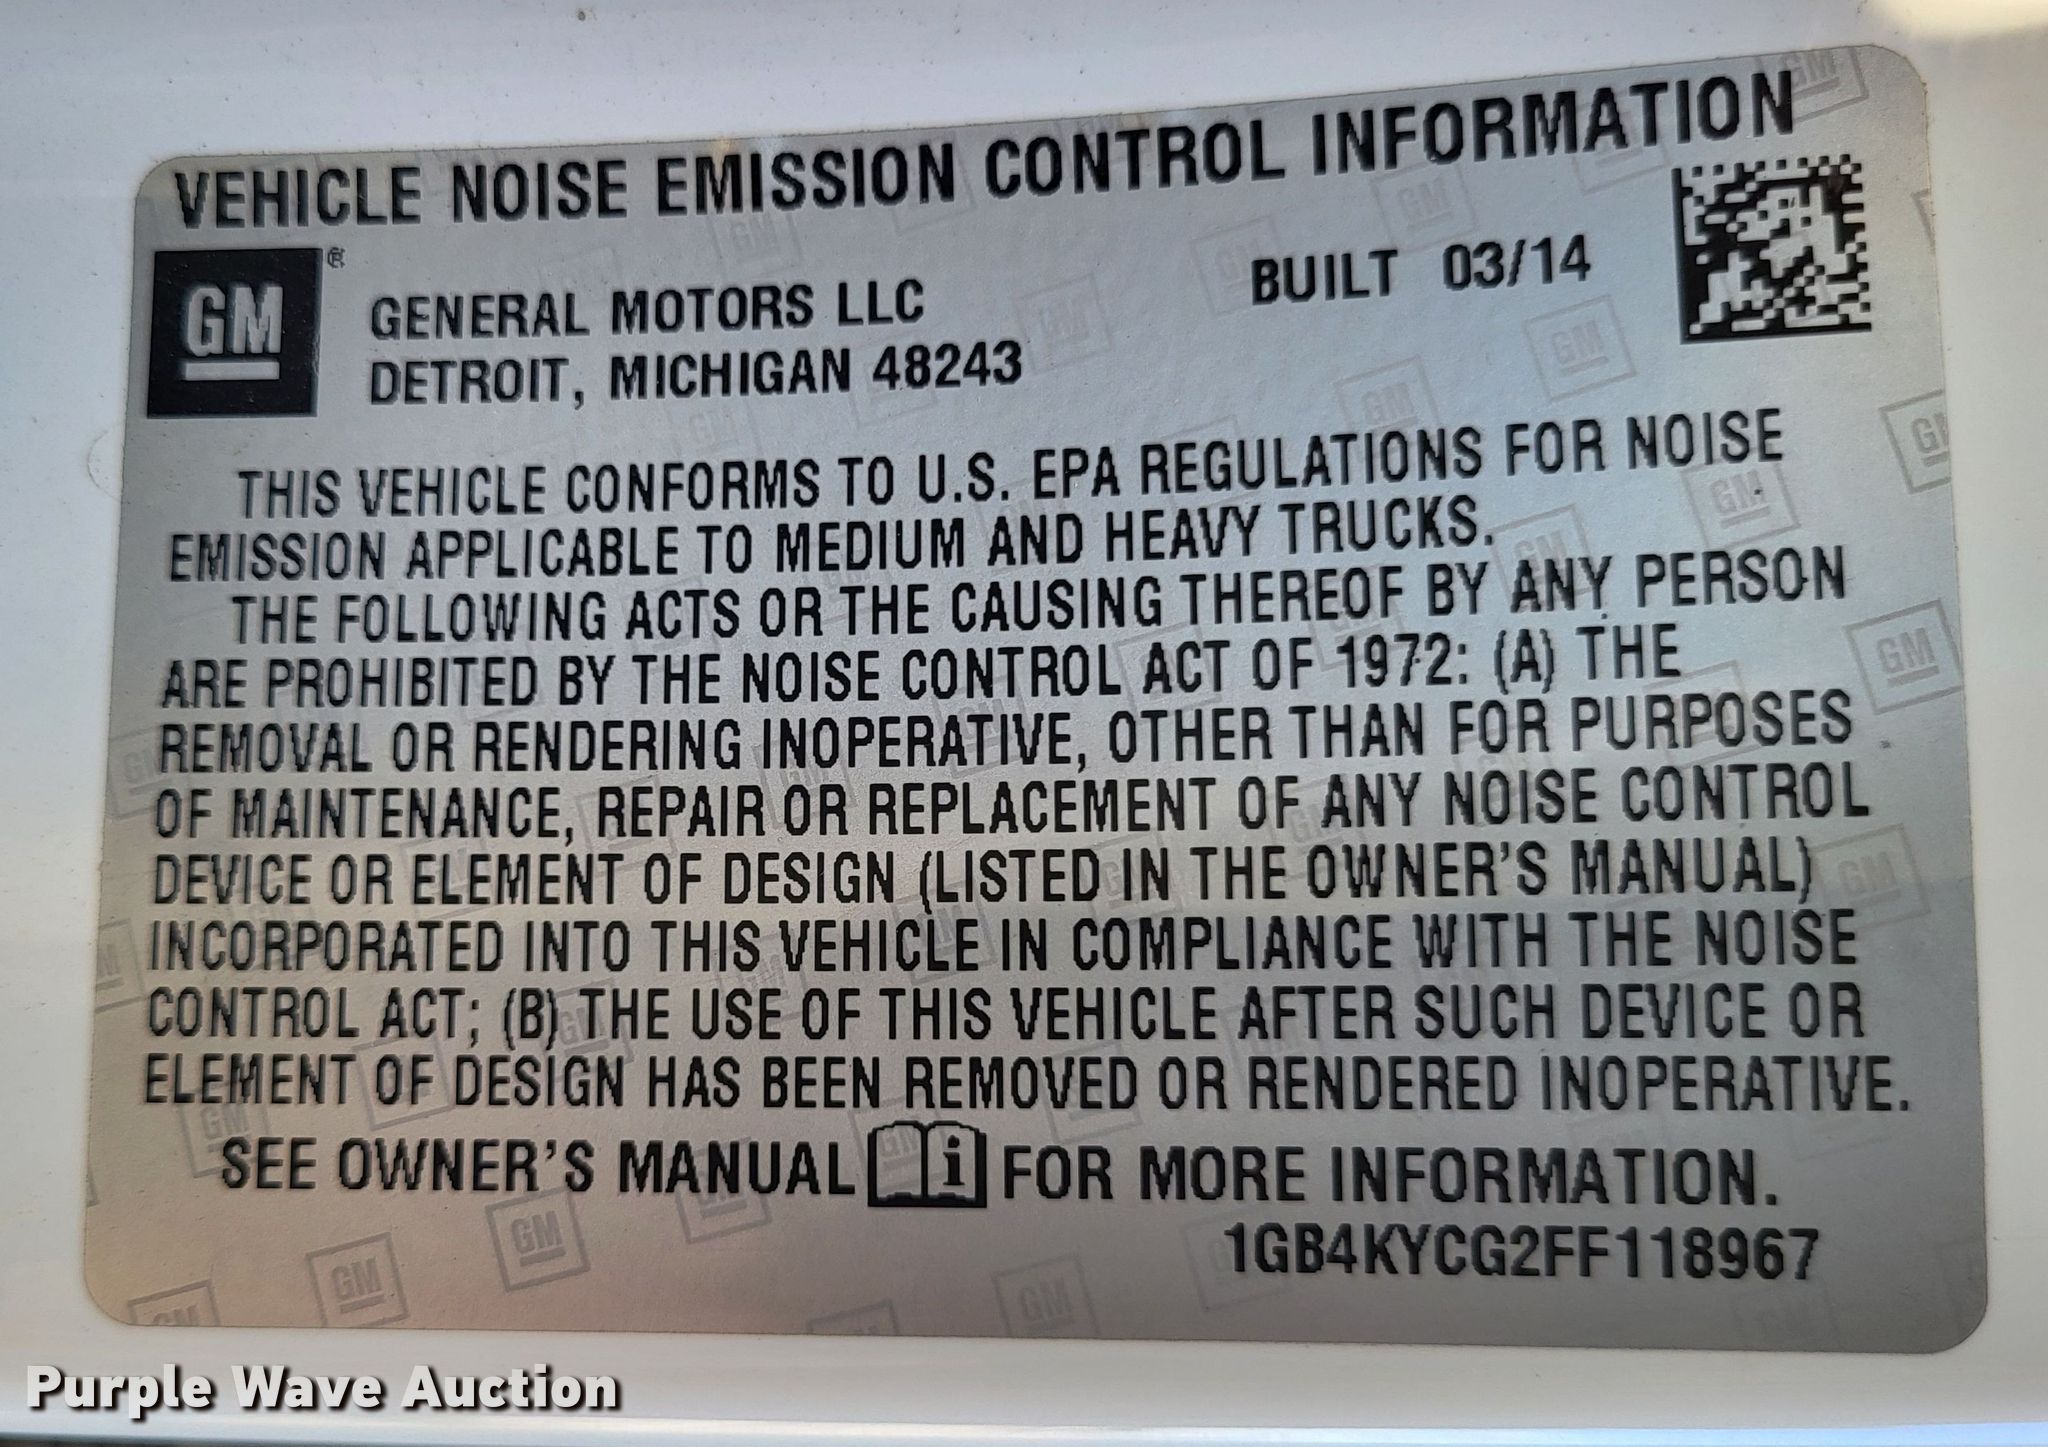 VEHICLE NOISE EMISSION CONTROL INFORMATION
GM ®
GENERAL MOTORS LLC
DETROIT, MICHIGAN 48243
BUILT 03/14
THIS VEHICLE CONFORMS TO U.S. EPA REGULATIONS FOR NOISE
EMISSION APPLICABLE TO MEDIUM AND HEAVY TRUCKS.
THE FOLLOWING ACTS OR THE CAUSING THEREOF BY ANY PERSON
ARE PROHIBITED BY THE NOISE CONTROL ACT OF 1972: (A) THE
REMOVAL OR RENDERING INOPERATIVE, OTHER THAN FOR PURPOSES
OF MAINTENANCE, REPAIR OR REPLACEMENT OF ANY NOISE CONTROL
DEVICE OR ELEMENT OF DESIGN (LISTED IN THE OWNER'S MANUAL)
INCORPORATED INTO THIS VEHICLE IN COMPLIANCE WITH THE NOISE
CONTROL ACT; (B) THE USE OF THIS VEHICLE AFTER SUCH DEVICE OR
ELEMENT OF DESIGN HAS BEEN REMOVED OR RENDERED INOPERATIVE.
SEE OWNER'S MANUAL i FOR MORE INFORMATION.
1GB4KYCG2FF118967
Purple Wave Auction